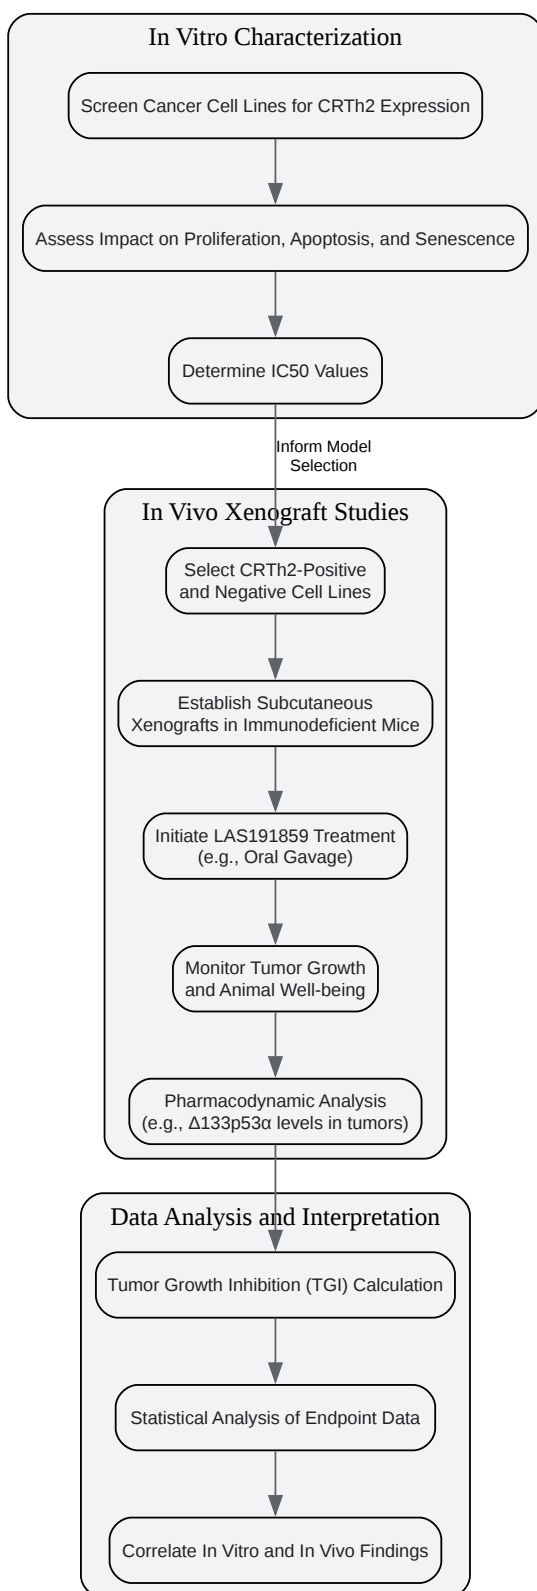 In Vitro Characterization
Screen Cancer Cell Lines for CRTh2 Expression
Assess Impact on Proliferation, Apoptosis, and Senescence
Determine IC50 Values
Inform Model
Selection
In Vivo Xenograft Studies
Select CRTh2-Positive
and Negative Cell Lines
Establish Subcutaneous
Xenografts in Immunodeficient Mice
Initiate LAS191859 Treatment
(e.g., Oral Gavage)
Monitor Tumor Growth
and Animal Well-being
Pharmacodynamic Analysis
(e.g., Δ133p53α levels in tumors)
Data Analysis and Interpretation
Tumor Growth Inhibition (TGI) Calculation
Statistical Analysis of Endpoint Data
Correlate In Vitro and In Vivo Findings